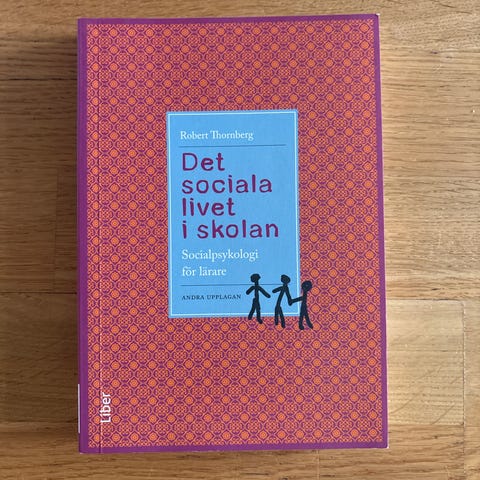 Robert Thornberg
Det
sociala
livet
i skolan
Socialpsykologi
för lärare
ANDRA UPPLAGAN
Liber